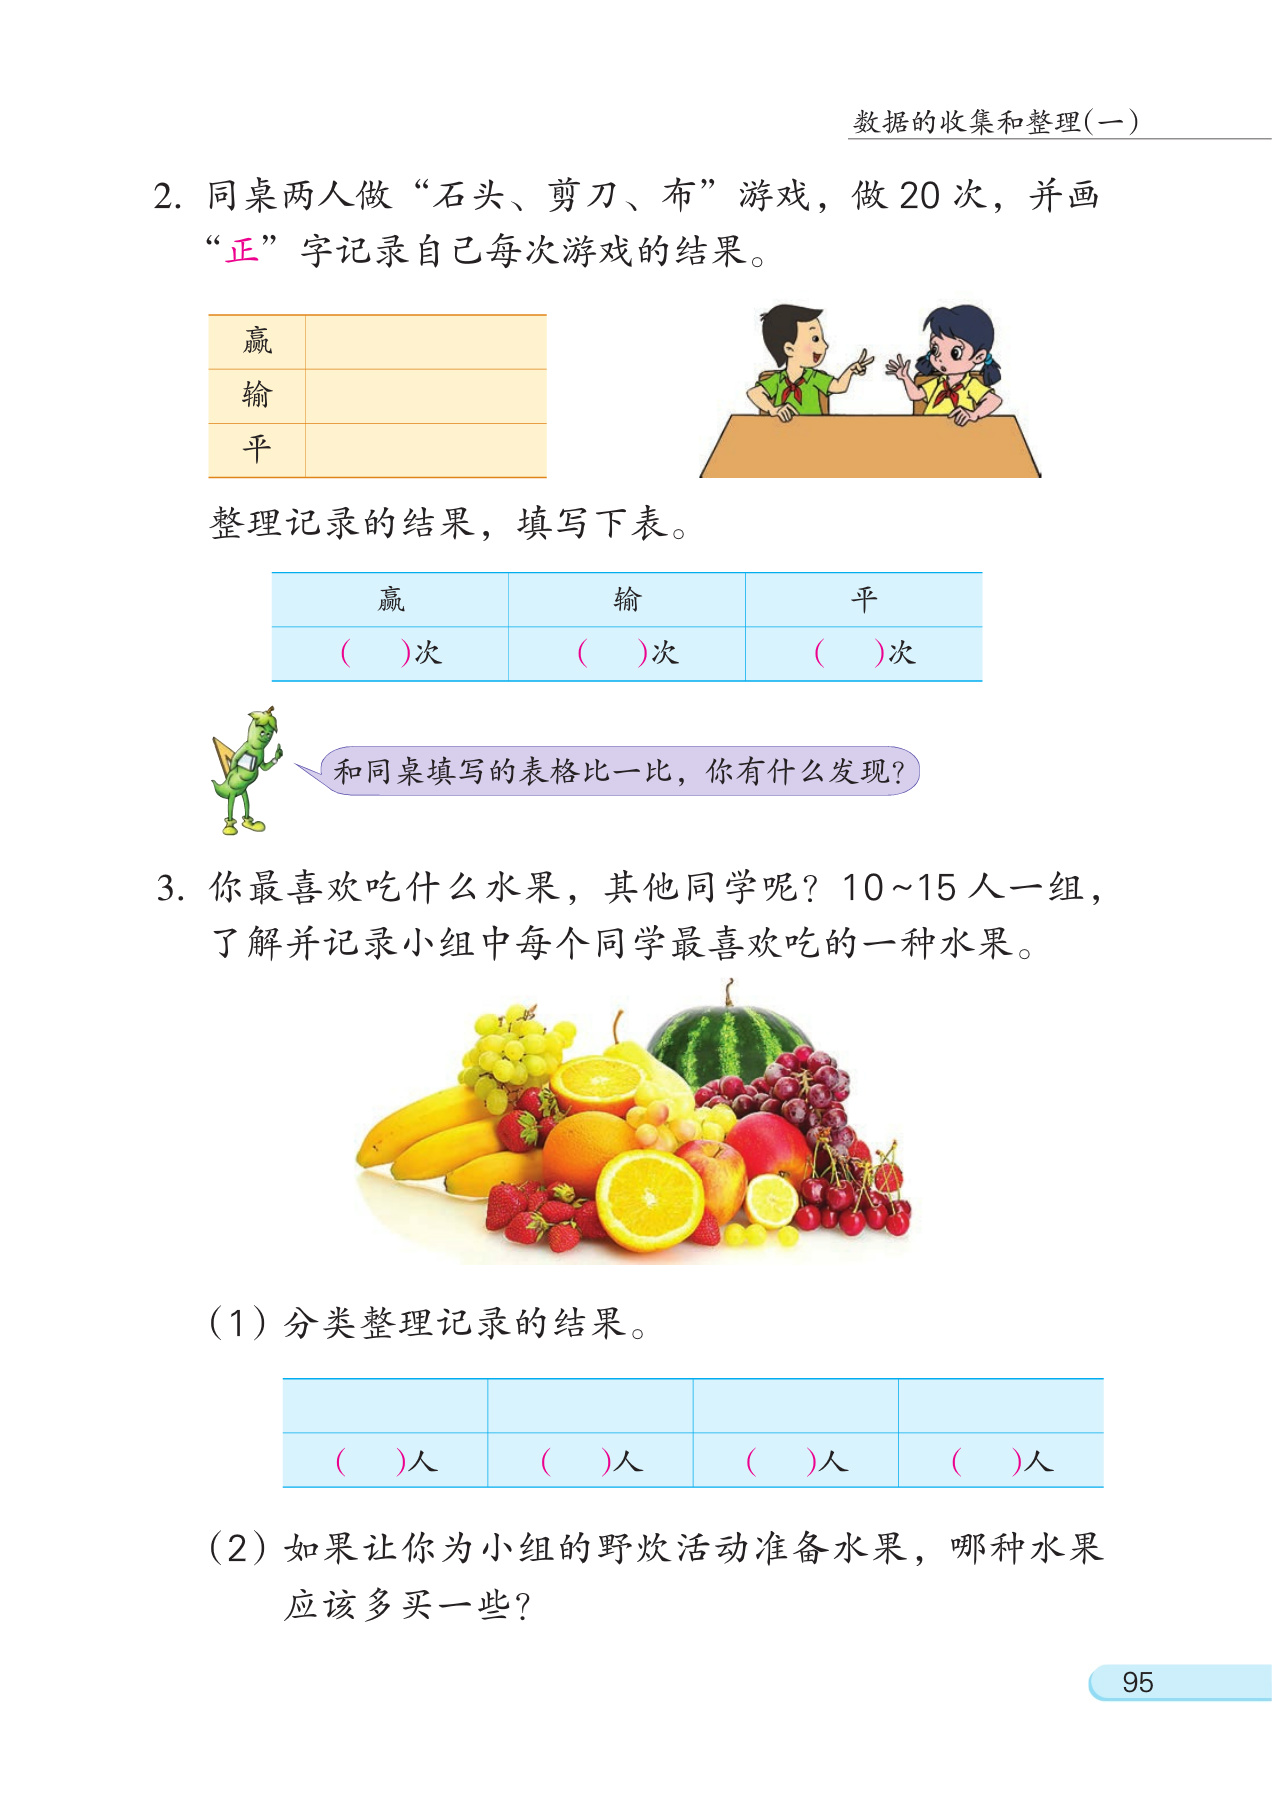 数据的收集和整理(一)
2. 同桌两人做“石头、剪刀、布”游戏，做 20 次，并画
“正”字记录自己每次游戏的结果。
赢
输
平
整理记录的结果，填写下表。
赢 输 平
(  )次 (  )次 (  )次
和同桌填写的表格比一比，你有什么发现？
3. 你最喜欢吃什么水果，其他同学呢？10~15 人一组，
了解并记录小组中每个同学最喜欢吃的一种水果。
(1) 分类整理记录的结果。
(  )人 (  )人 (  )人 (  )人
(2) 如果让你为小组的野炊活动准备水果，哪种水果
应该多买一些？
95